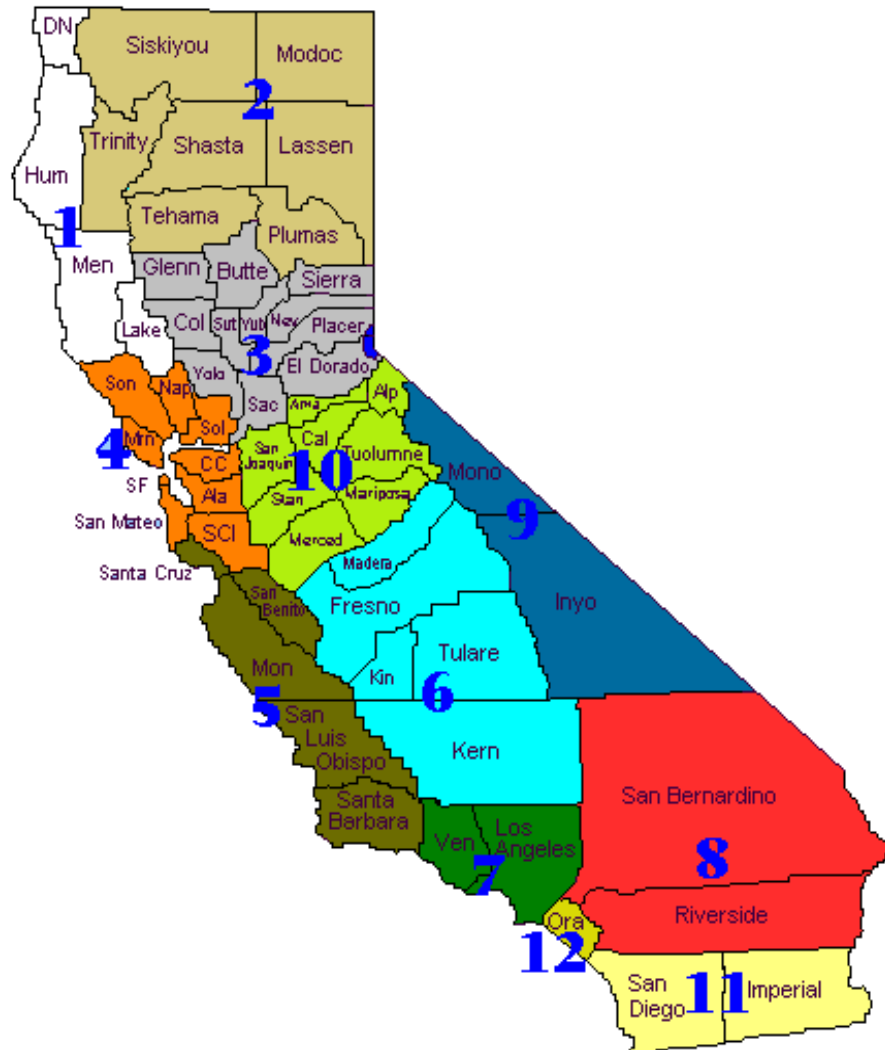 DN
Siskiyou
Modoc
2
Trinity
Shasta
Lassen
Hum
1
Tehama
Plumas
Men
Glenn
Butte
Sierra
Lake
Col
Sut
Yub
Nev
Placer
3
Yolo
El Dorado
Son
Nap
Sac
Ama
Alp
Sol
Mrn
4
San
Joaquin
Cal
Tuolumne
10
CC
Mono
SF
Ala
Stan
Mariposa
9
San Mateo
SCl
Merced
Santa Cruz
Madera
San
Benito
Fresno
Inyo
Mon
Kin
Tulare
5
6
San
Luis
Obispo
Kern
Santa
Barbara
San Bernardino
Ven
Los
Angeles
7
8
Ora
12
Riverside
San
Diego
11
Imperial